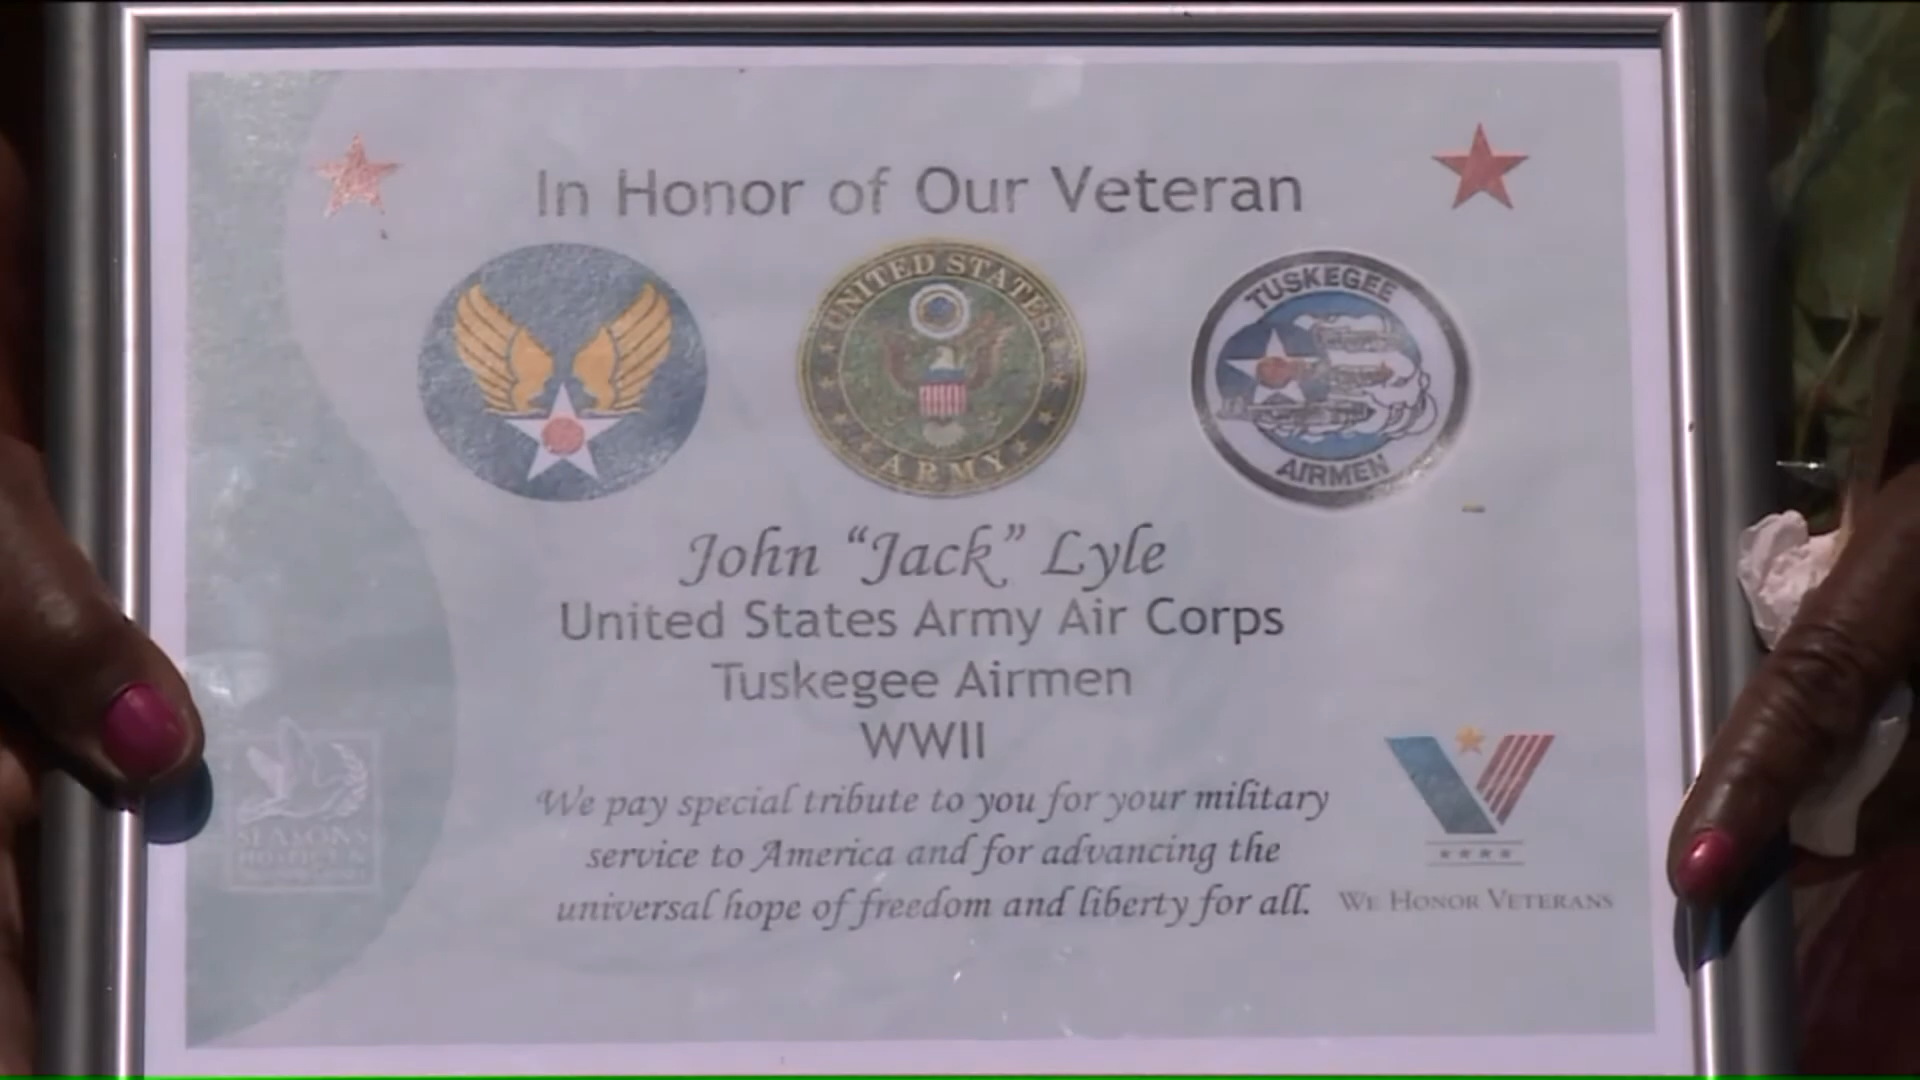 In Honor of Our Veteran
UNITED STATES
ARMY
TUSKEGEE
AIRMEN
John “Jack” Lyle
United States Army Air Corps
Tuskegee Airmen
WWII
We pay special tribute to you for your military
service to America and for advancing the
universal hope of freedom and liberty for all.
WE HONOR VETERANS
SEASONS
HOSPICE &